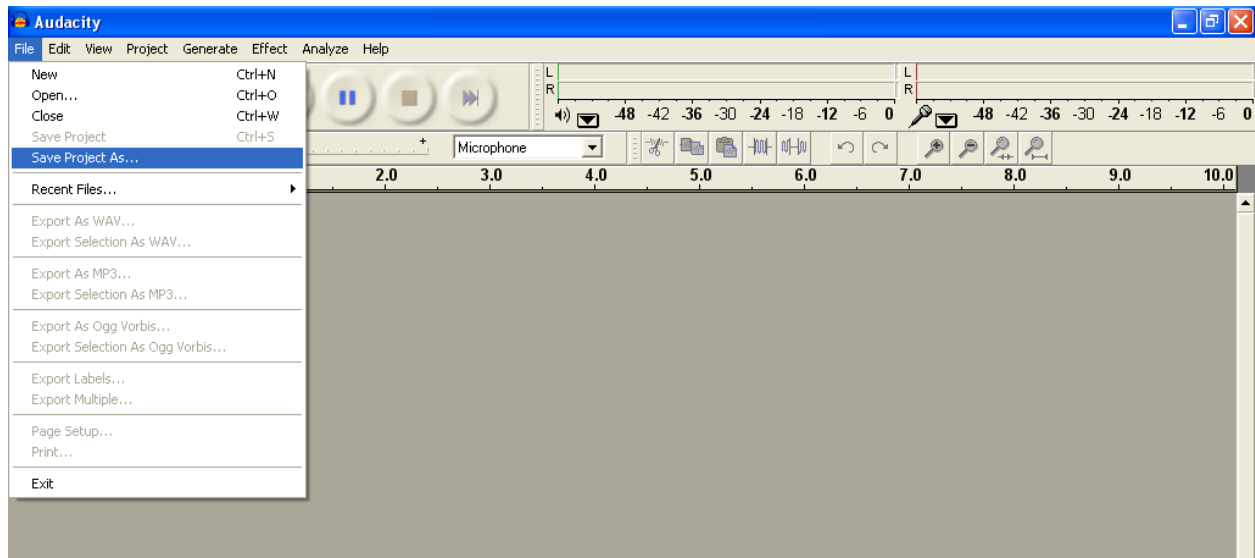 Audacity
File Edit View Project Generate Effect Analyze Help
New Ctrl+N
Open... Ctrl+O
Close Ctrl+W
Save Project Ctrl+S
Save Project As...
Recent Files...
Export As WAV...
Export Selection As WAV...
Export As MP3...
Export Selection As MP3...
Export As Ogg Vorbis...
Export Selection As Ogg Vorbis...
Export Labels...
Export Multiple...
Page Setup...
Print...
Exit
L
R
-48 -42 -36 -30 -24 -18 -12 -6 0
L
R
-48 -42 -36 -30 -24 -18 -12 -6 0
+ Microphone
2.0 3.0 4.0 5.0 6.0 7.0 8.0 9.0 10.0